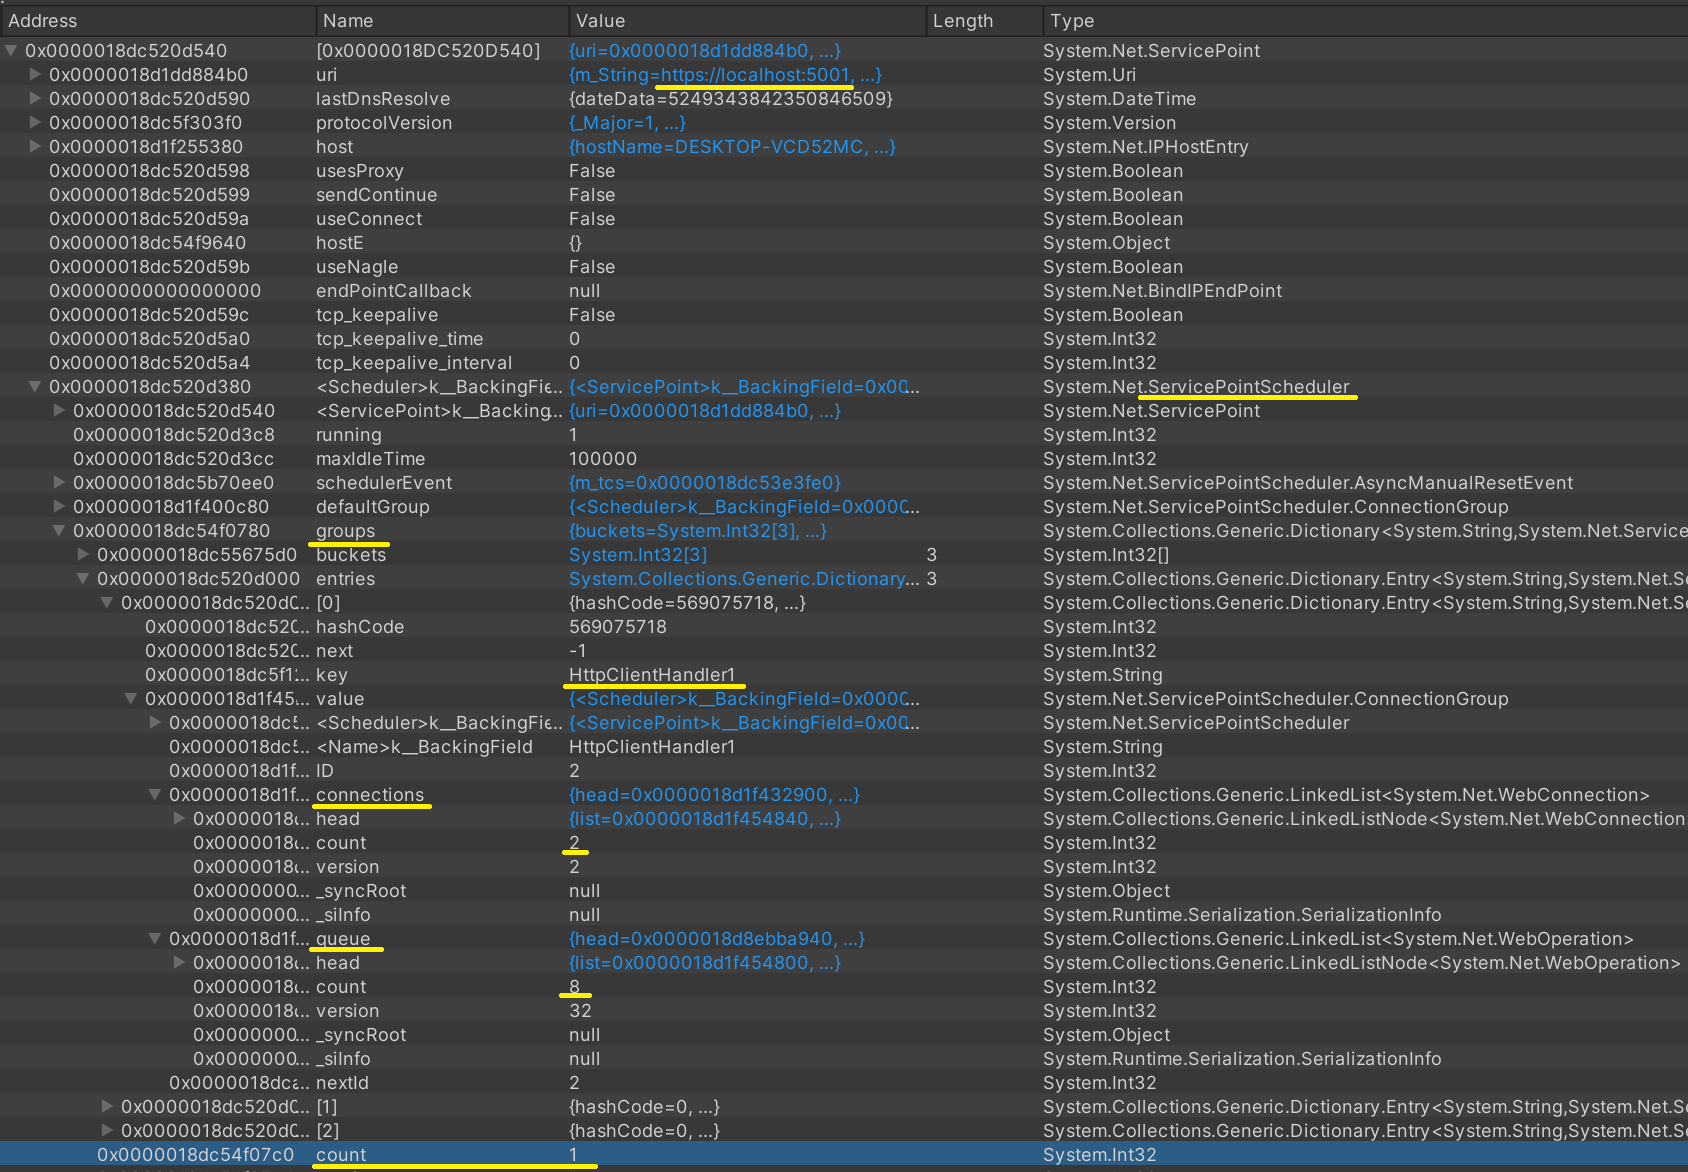 Address Name Value Length Type
0x0000018dc520d540 [0x0000018DC520D540] {uri=0x0000018d1dd884b0, ...} System.Net.ServicePoint
0x0000018d1dd884b0 uri {m_String=https://localhost:5001, ...} System.Uri
0x0000018dc520d590 lastDnsResolve {dateData=5249343842350846509} System.DateTime
0x0000018dc5f303f0 protocolVersion {_Major=1, ...} System.Version
0x0000018d1f255380 host {hostName=DESKTOP-VCD52MC, ...} System.Net.IPHostEntry
0x0000018dc520d598 usesProxy False System.Boolean
0x0000018dc520d599 sendContinue False System.Boolean
0x0000018dc520d59a useConnect False System.Boolean
0x0000018dc54f9640 hostE {} System.Object
0x0000018dc520d59b useNagle False System.Boolean
0x0000000000000000 endPointCallback null System.Net.BindIPEndPoint
0x0000018dc520d59c tcp_keepalive False System.Boolean
0x0000018dc520d5a0 tcp_keepalive_time 0 System.Int32
0x0000018dc520d5a4 tcp_keepalive_interval 0 System.Int32
0x0000018dc520d380 <Scheduler>k__BackingFie... {<ServicePoint>k__BackingField=0x00... System.Net.ServicePointScheduler
0x0000018dc520d540 <ServicePoint>k__Backing... {uri=0x0000018d1dd884b0, ...} System.Net.ServicePoint
0x0000018dc520d3c8 running 1 System.Int32
0x0000018dc520d3cc maxIdleTime 100000 System.Int32
0x0000018dc5b70ee0 schedulerEvent {m_tcs=0x0000018dc53e3fe0} System.Net.ServicePointScheduler.AsyncManualResetEvent
0x0000018d1f400c80 defaultGroup {<Scheduler>k__BackingField=0x0000... System.Net.ServicePointScheduler.ConnectionGroup
0x0000018dc54f0780 groups {buckets=System.Int32[3], ...} System.Collections.Generic.Dictionary<System.String,System.Net.Service
0x0000018dc55675d0 buckets System.Int32[3] 3 System.Int32[]
0x0000018dc520d000 entries System.Collections.Generic.Dictionary... 3 System.Collections.Generic.Dictionary.Entry<System.String,System.Net.Se
0x0000018dc520d0... [0] {hashCode=569075718, ...} System.Collections.Generic.Dictionary.Entry<System.String,System.Net.Se
0x0000018dc520... hashCode 569075718 System.Int32
0x0000018dc520... next -1 System.Int32
0x0000018dc5f1... key HttpClientHandler1 System.String
0x0000018d1f45... value {<Scheduler>k__BackingField=0x0000... System.Net.ServicePointScheduler.ConnectionGroup
0x0000018dc5... <Scheduler>k__BackingFie... {<ServicePoint>k__BackingField=0x00... System.Net.ServicePointScheduler
0x0000018dc5... <Name>k__BackingField HttpClientHandler1 System.String
0x0000018d1f... ID 2 System.Int32
0x0000018d1f... connections {head=0x0000018d1f432900, ...} System.Collections.Generic.LinkedList<System.Net.WebConnection>
0x0000018... head {list=0x0000018d1f454840, ...} System.Collections.Generic.LinkedListNode<System.Net.WebConnection
0x0000018... count 2 System.Int32
0x0000018... version 2 System.Int32
0x0000000... _syncRoot null System.Object
0x0000000... _siInfo null System.Runtime.Serialization.SerializationInfo
0x0000018d1f... queue {head=0x0000018d8ebba940, ...} System.Collections.Generic.LinkedList<System.Net.WebOperation>
0x0000018... head {list=0x0000018d1f454800, ...} System.Collections.Generic.LinkedListNode<System.Net.WebOperation>
0x0000018... count 8 System.Int32
0x0000018... version 32 System.Int32
0x0000000... _syncRoot null System.Object
0x0000000... _siInfo null System.Runtime.Serialization.SerializationInfo
0x0000018dca... nextId 2 System.Int32
0x0000018dc520d0... [1] {hashCode=0, ...} System.Collections.Generic.Dictionary.Entry<System.String,System.Net.Se
0x0000018dc520d0... [2] {hashCode=0, ...} System.Collections.Generic.Dictionary.Entry<System.String,System.Net.Se
0x0000018dc54f07c0 count 1 System.Int32